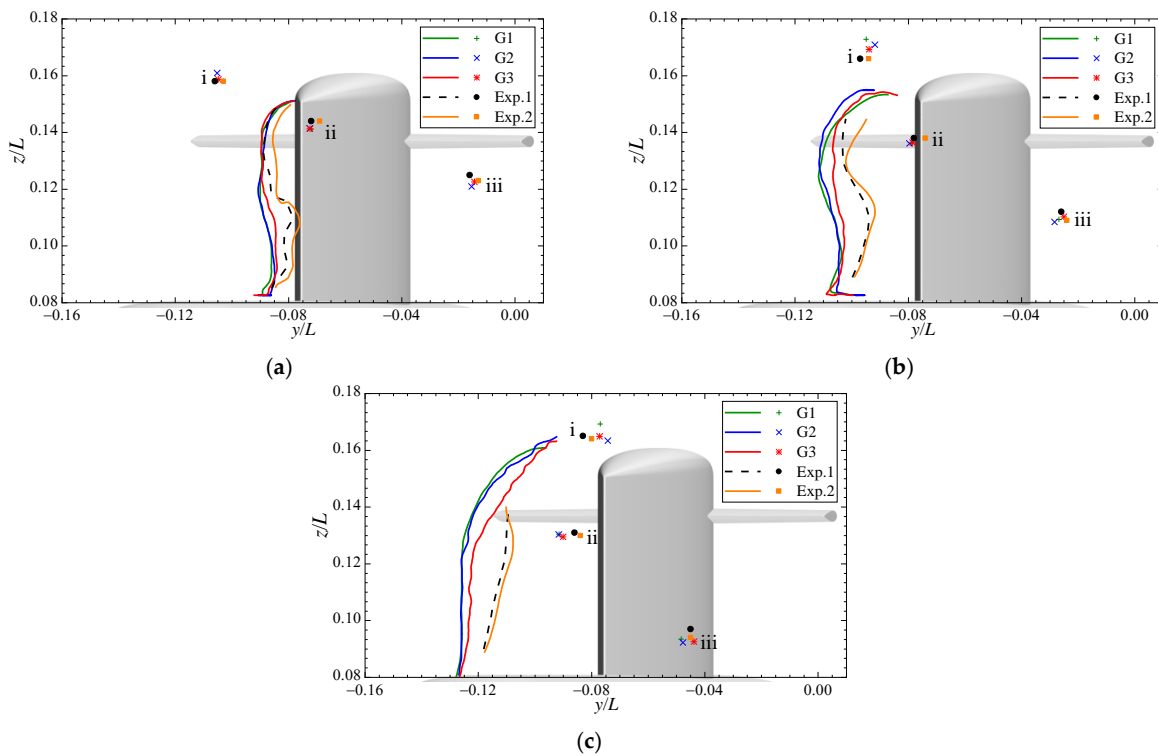 0.18
0.16
0.14
0.12
0.10
0.08
z/L
−0.16
−0.12
−0.08
−0.04
0.00
y/L
i
ii
iii
G1
G2
G3
Exp.1
Exp.2
(a)
0.18
0.16
0.14
0.12
0.10
0.08
z/L
−0.16
−0.12
−0.08
−0.04
0.00
y/L
i
ii
iii
G1
G2
G3
Exp.1
Exp.2
(b)
0.18
0.16
0.14
0.12
0.10
0.08
z/L
−0.16
−0.12
−0.08
−0.04
0.00
y/L
i
ii
iii
G1
G2
G3
Exp.1
Exp.2
(c)